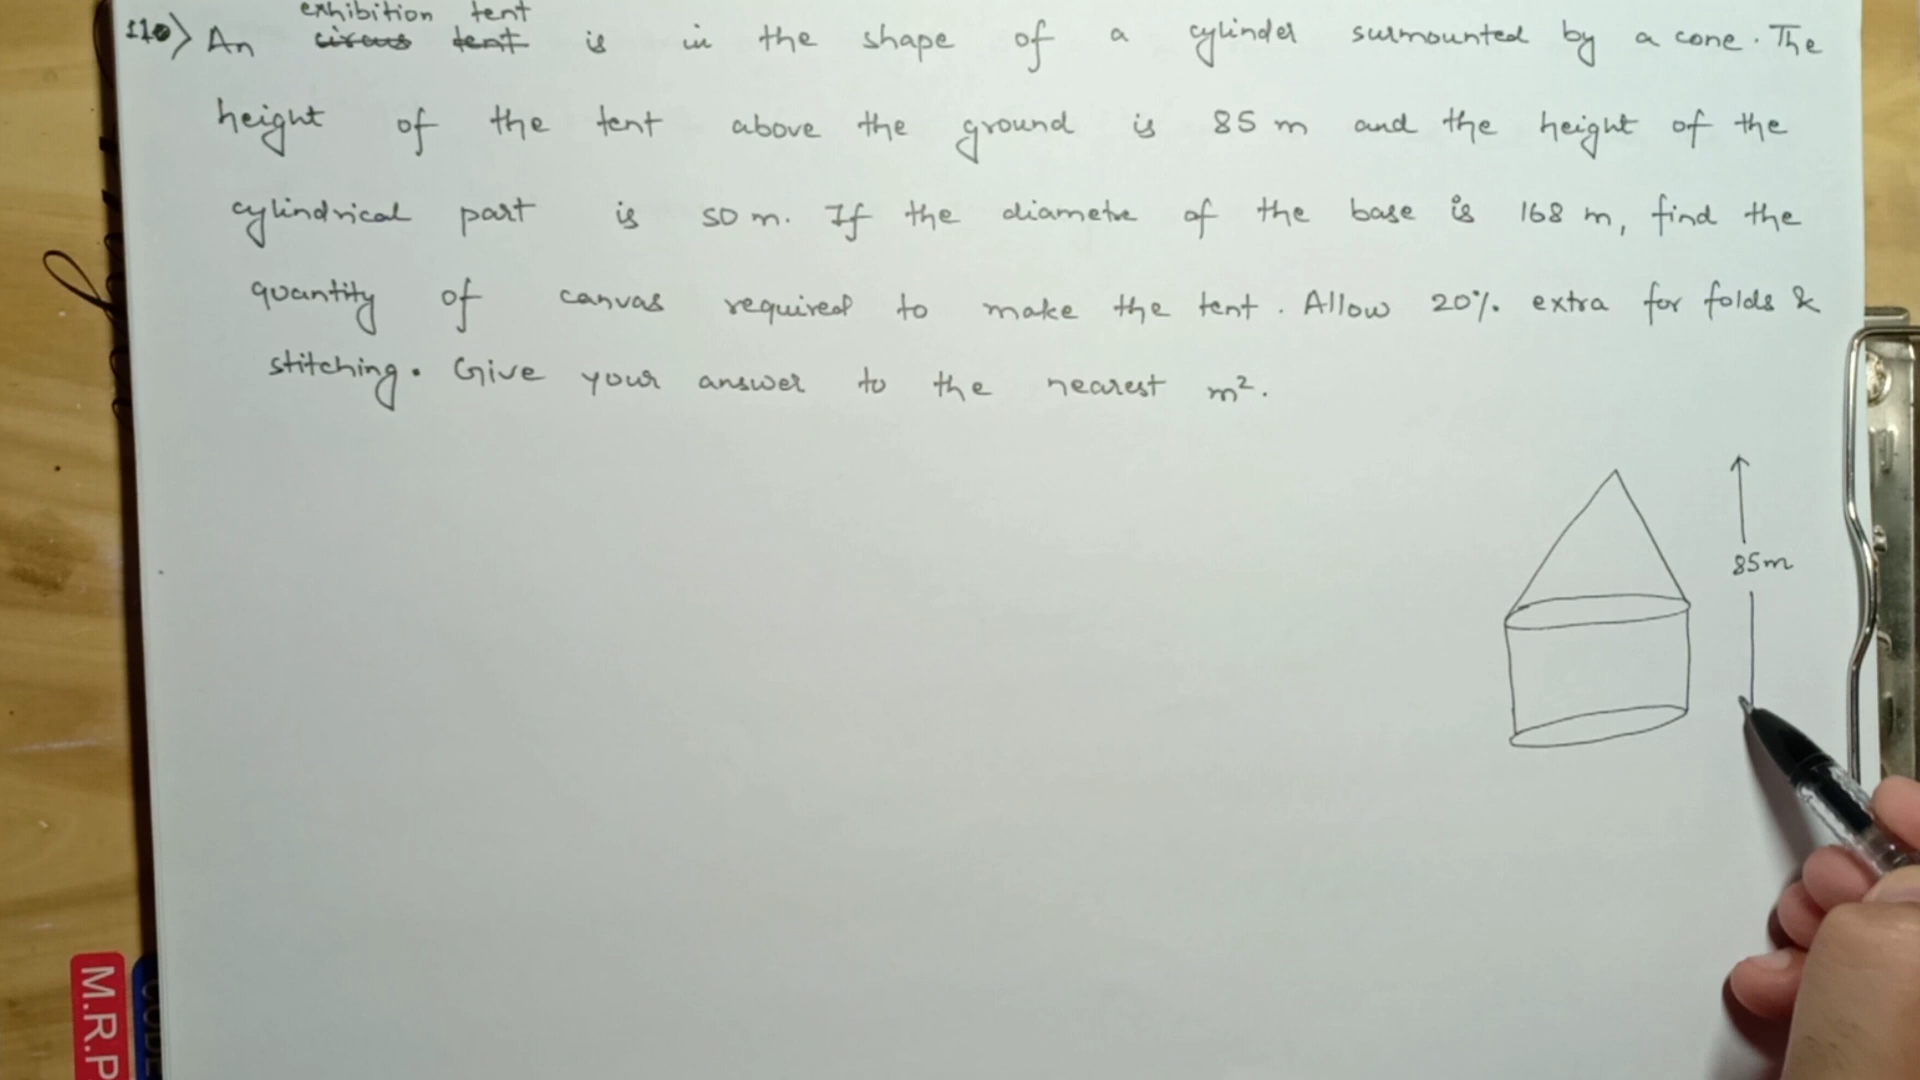 110) An circus tent exhibition tent is in the shape of a cylinder surmounted by a cone. The
height of the tent above the ground is 85 m and the height of the
cylindrical part is 50 m. If the diametre of the base is 168 m, find the
quantity of canvas required to make the tent. Allow 20% extra for folds &
stitching. Give your answer to the nearest m².
85m
M.R.P
CODE